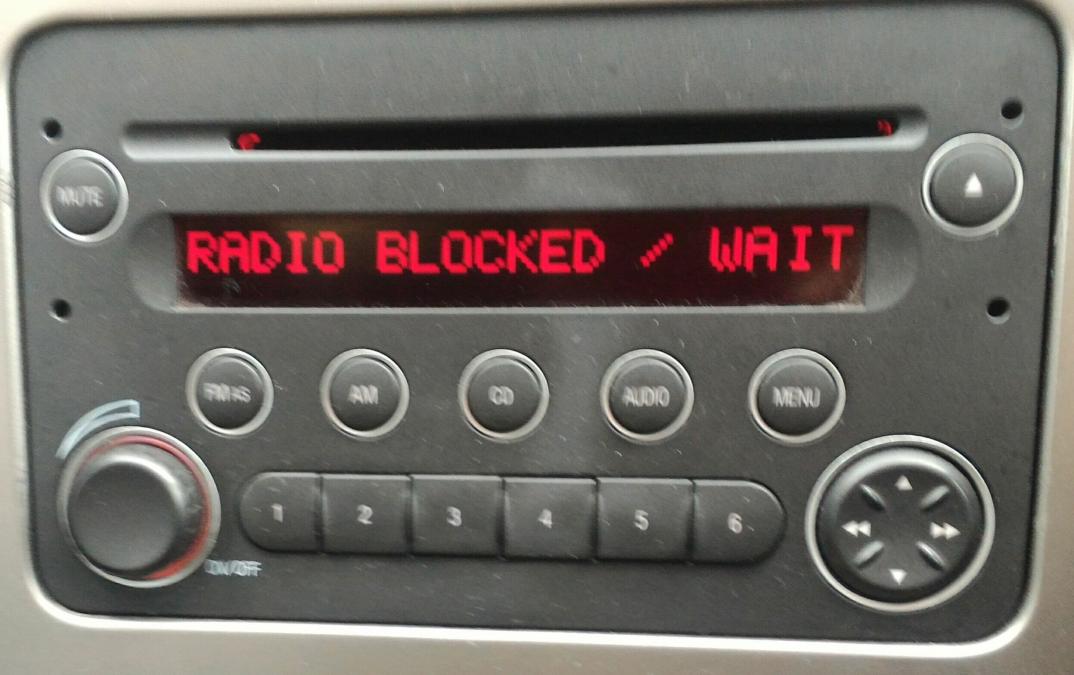 MUTE
RADIO BLOCKED / WAIT
FM AS AM CD AUDIO MENU
1 2 3 4 5 6
ON/OFF